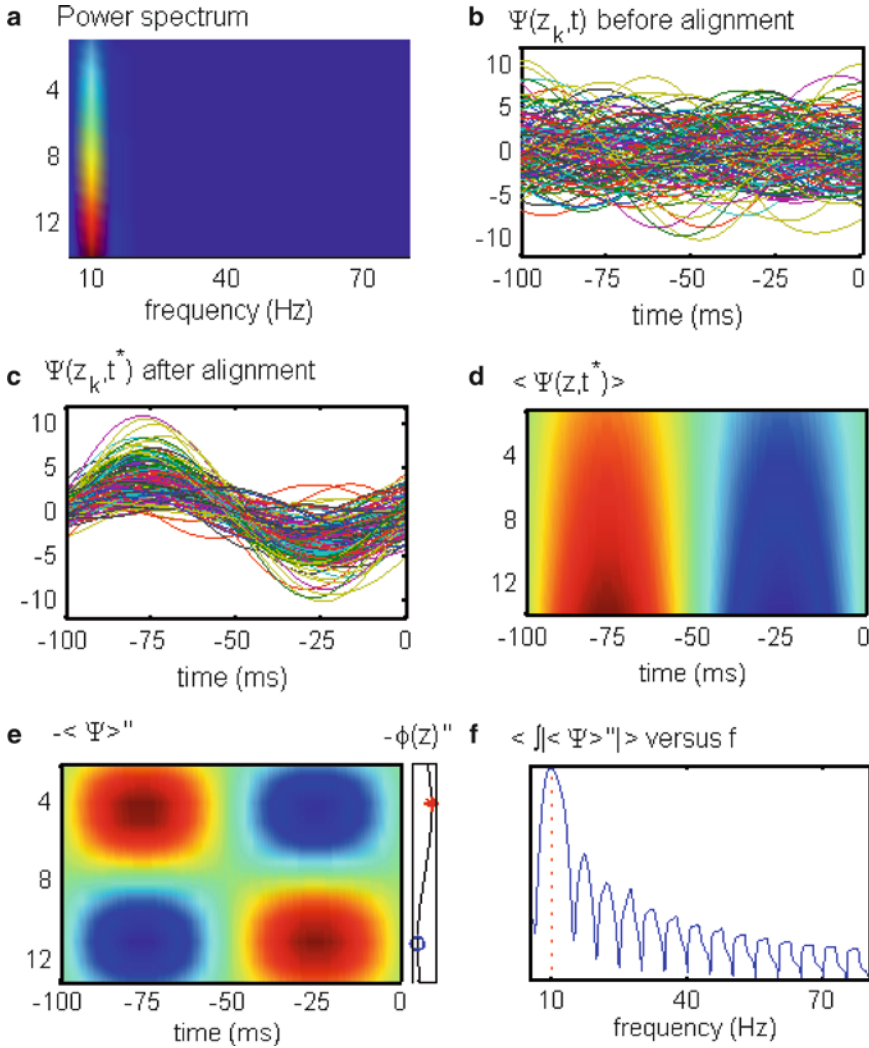 a Power spectrum
4
8
12
10 40 70
frequency (Hz)
b Ψ(z_k,t) before alignment
10
5
0
-5
-10
-100 -75 -50 -25 0
time (ms)
c Ψ(z_k,t*) after alignment
10
5
0
-5
-10
-100 -75 -50 -25 0
time (ms)
d < Ψ(z,t*)>
4
8
12
-100 -75 -50 -25 0
time (ms)
e -< Ψ>" -ϕ(z)"
4
8
12
-100 -75 -50 -25 0
time (ms)
f < ∫|< Ψ>"|> versus f
10 40 70
frequency (Hz)